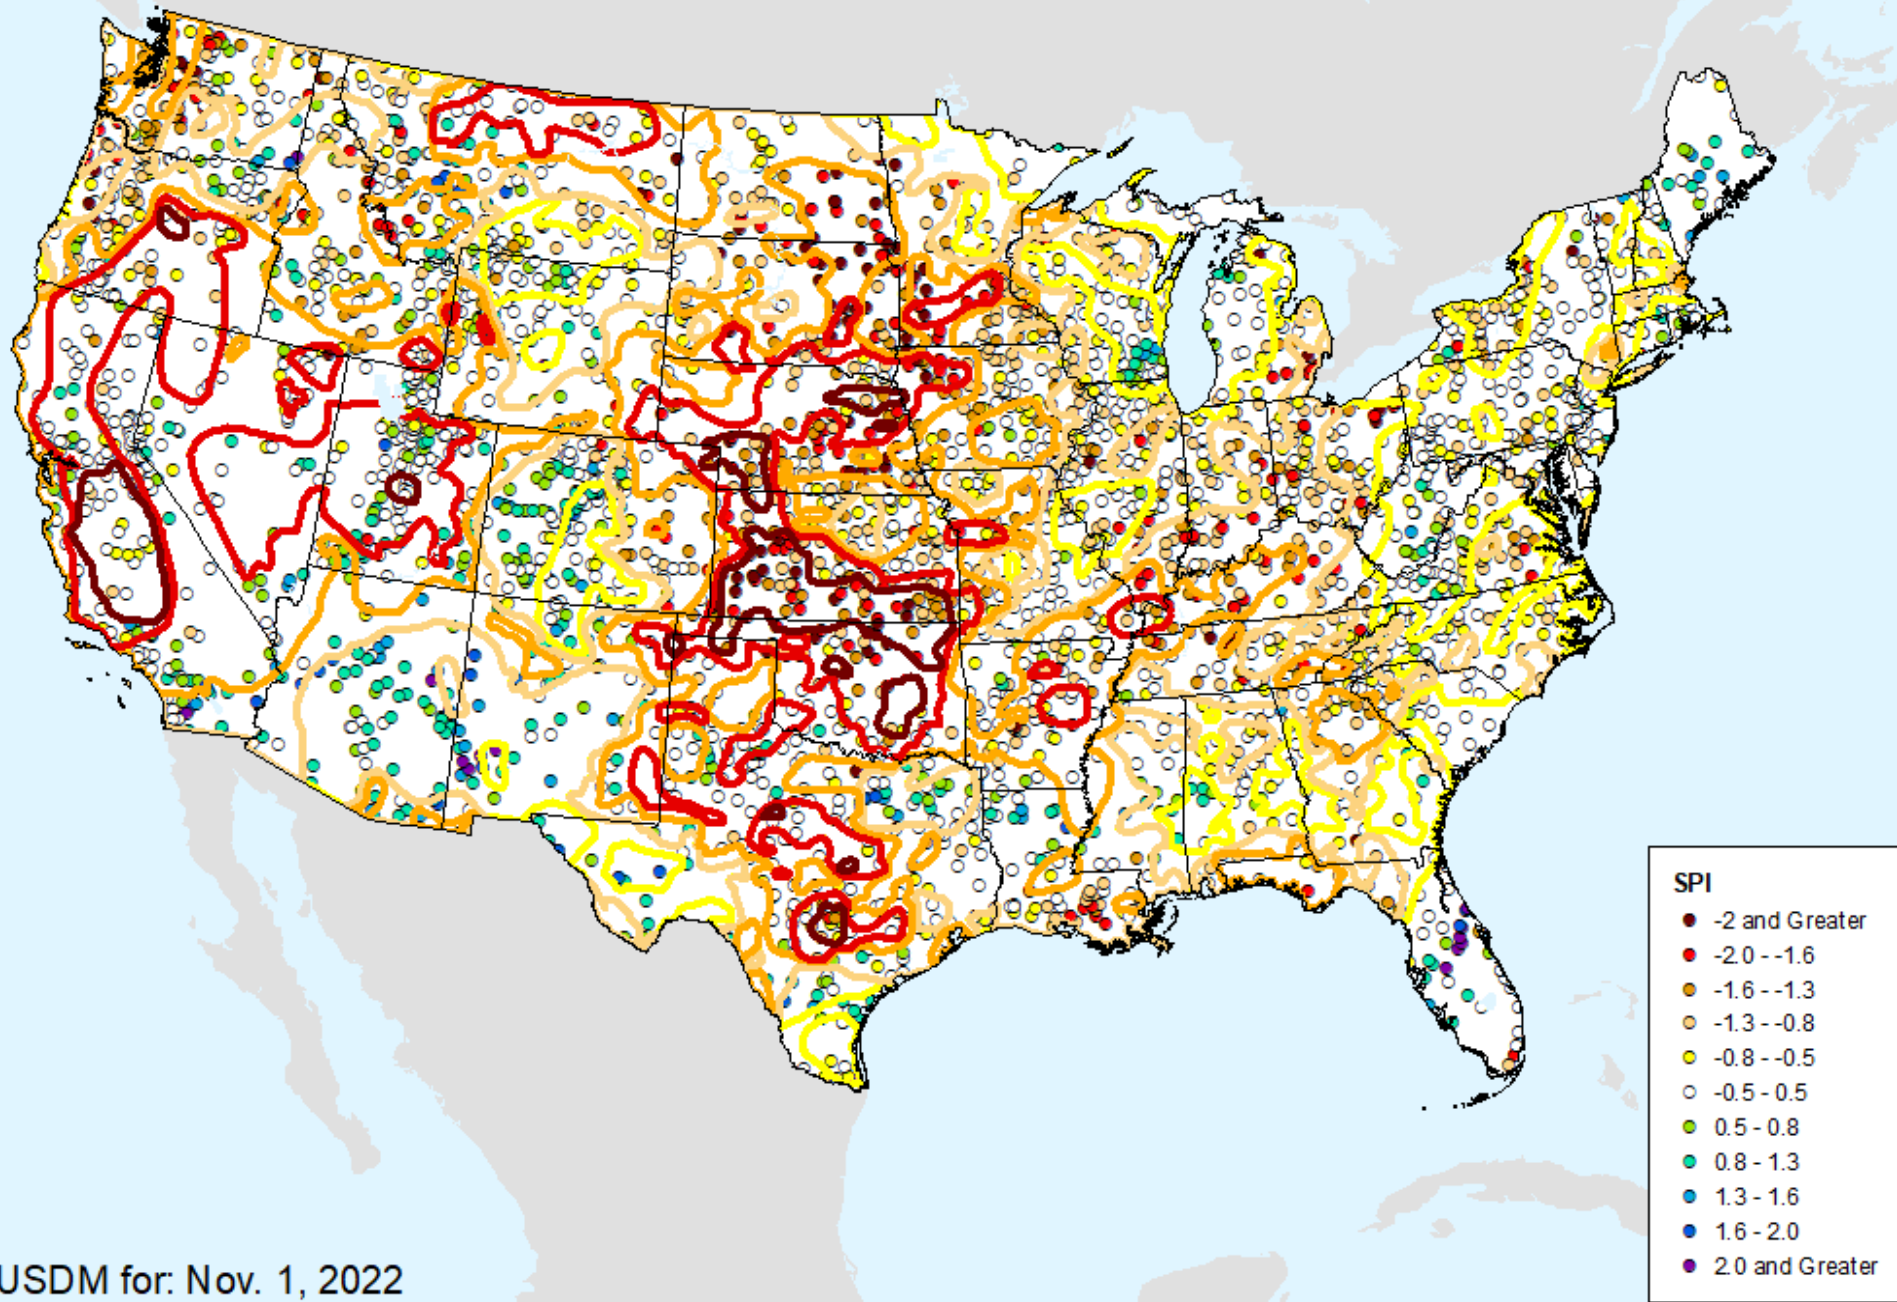 SPI
-2 and Greater
-2.0 - -1.6
-1.6 - -1.3
-1.3 - -0.8
-0.8 - -0.5
-0.5 - 0.5
0.5 - 0.8
0.8 - 1.3
1.3 - 1.6
1.6 - 2.0
2.0 and Greater
USDM for: Nov. 1, 2022